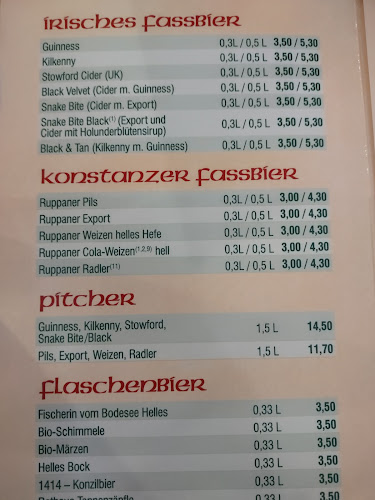 Irisches Fassbier
Guinness 0,3L / 0,5 L 3,50 / 5,30
Kilkenny 0,3L / 0,5 L 3,50 / 5,30
Stowford Cider (UK) 0,3L / 0,5 L 3,50 / 5,30
Black Velvet (Cider m. Guinness) 0,3L / 0,5 L 3,50 / 5,30
Snake Bite (Cider m. Export) 0,3L / 0,5 L 3,50 / 5,30
Snake Bite Black(1) (Export und
Cider mit Holunderblütensirup) 0,3L / 0,5 L 3,50 / 5,30
Black & Tan (Kilkenny m. Guinness) 0,3L / 0,5 L 3,50 / 5,30
Konstanzer Fassbier
Ruppaner Pils 0,3L / 0,5 L 3,00 / 4,30
Ruppaner Export 0,3L / 0,5 L 3,00 / 4,30
Ruppaner Weizen helles Hefe 0,3L / 0,5 L 3,00 / 4,30
Ruppaner Cola-Weizen(1,2,9) hell 0,3L / 0,5 L 3,00 / 4,30
Ruppaner Radler(11) 0,3L / 0,5 L 3,00 / 4,30
Pitcher
Guinness, Kilkenny, Stowford,
Snake Bite/Black 1,5 L 14,50
Pils, Export, Weizen, Radler 1,5 L 11,70
Flaschenbier
Fischerin vom Bodesee Helles 0,33 L 3,50
Bio-Schimmele 0,33 L 3,50
Bio-Märzen 0,33 L 3,50
Helles Bock 0,33 L 3,50
1414 – Konzilbier 0,33 L 3,50
0,33 L 3,50